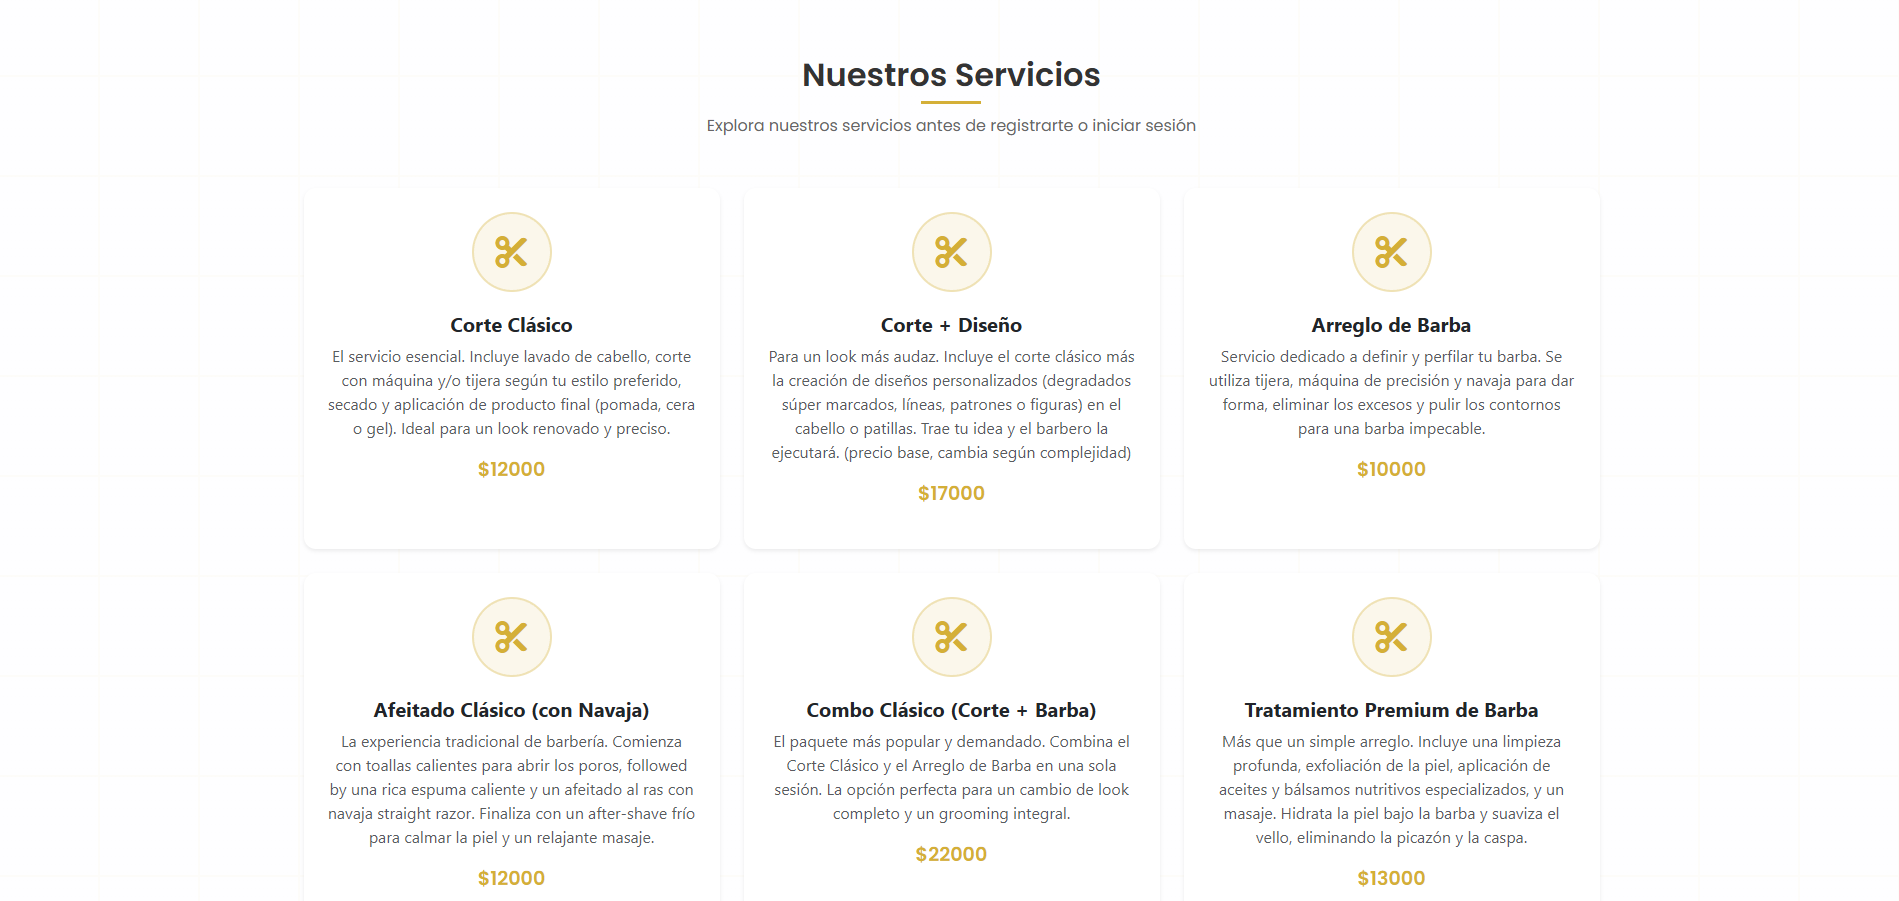 Nuestros Servicios
Explora nuestros servicios antes de registrarte o iniciar sesión
Corte Clásico
El servicio esencial. Incluye lavado de cabello, corte
con máquina y/o tijera según tu estilo preferido,
secado y aplicación de producto final (pomada, cera
o gel). Ideal para un look renovado y preciso.
$12000
Corte + Diseño
Para un look más audaz. Incluye el corte clásico más
la creación de diseños personalizados (degradados
súper marcados, líneas, patrones o figuras) en el
cabello o patillas. Trae tu idea y el barbero la
ejecutará. (precio base, cambia según complejidad)
$17000
Arreglo de Barba
Servicio dedicado a definir y perfilar tu barba. Se
utiliza tijera, máquina de precisión y navaja para dar
forma, eliminar los excesos y pulir los contornos
para una barba impecable.
$10000
Afeitado Clásico (con Navaja)
La experiencia tradicional de barbería. Comienza
con toallas calientes para abrir los poros, followed
by una rica espuma caliente y un afeitado al ras con
navaja straight razor. Finaliza con un after-shave frío
para calmar la piel y un relajante masaje.
$12000
Combo Clásico (Corte + Barba)
El paquete más popular y demandado. Combina el
Corte Clásico y el Arreglo de Barba en una sola
sesión. La opción perfecta para un cambio de look
completo y un grooming integral.
$22000
Tratamiento Premium de Barba
Más que un simple arreglo. Incluye una limpieza
profunda, exfoliación de la piel, aplicación de
aceites y bálsamos nutritivos especializados, y un
masaje. Hidrata la piel bajo la barba y suaviza el
vello, eliminando la picazón y la caspa.
$13000